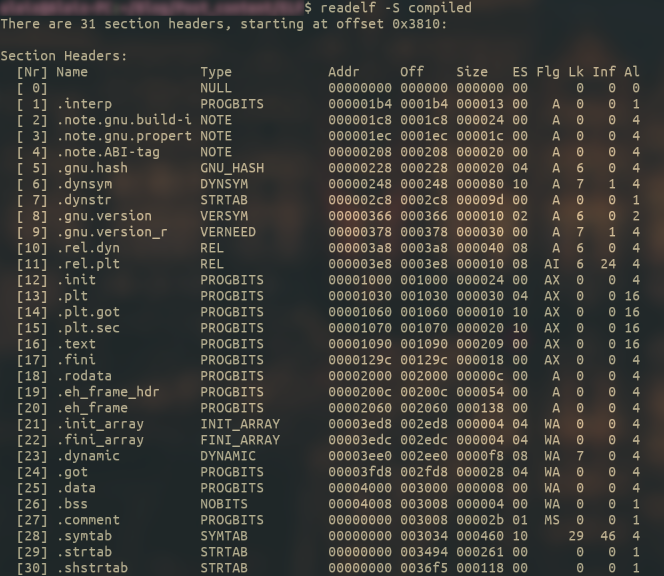 $ readelf -S compiled
There are 31 section headers, starting at offset 0x3810:
Section Headers:
[Nr] Name Type Addr Off Size ES Flg Lk Inf Al
[ 0] NULL 00000000 000000 000000 00 0 0 0
[ 1] .interp PROGBITS 000001b4 0001b4 000013 00 A 0 0 1
[ 2] .note.gnu.build-i NOTE 000001c8 0001c8 000024 00 A 0 0 4
[ 3] .note.gnu.propert NOTE 000001ec 0001ec 00001c 00 A 0 0 4
[ 4] .note.ABI-tag NOTE 00000208 000208 000020 00 A 0 0 4
[ 5] .gnu.hash GNU_HASH 00000228 000228 000020 04 A 6 0 4
[ 6] .dynsym DYNSYM 00000248 000248 000080 10 A 7 1 4
[ 7] .dynstr STRTAB 000002c8 0002c8 00009d 00 A 0 0 1
[ 8] .gnu.version VERSYM 00000366 000366 000010 02 A 6 0 2
[ 9] .gnu.version_r VERNEED 00000378 000378 000030 00 A 7 1 4
[10] .rel.dyn REL 000003a8 0003a8 000040 08 A 6 0 4
[11] .rel.plt REL 000003e8 0003e8 000010 08 AI 6 24 4
[12] .init PROGBITS 00001000 001000 000024 00 AX 0 0 4
[13] .plt PROGBITS 00001030 001030 000030 04 AX 0 0 16
[14] .plt.got PROGBITS 00001060 001060 000010 10 AX 0 0 16
[15] .plt.sec PROGBITS 00001070 001070 000020 10 AX 0 0 16
[16] .text PROGBITS 00001090 001090 000209 00 AX 0 0 16
[17] .fini PROGBITS 0000129c 00129c 000018 00 AX 0 0 4
[18] .rodata PROGBITS 00002000 002000 00000c 00 A 0 0 4
[19] .eh_frame_hdr PROGBITS 0000200c 00200c 000054 00 A 0 0 4
[20] .eh_frame PROGBITS 00002060 002060 000138 00 A 0 0 4
[21] .init_array INIT_ARRAY 00003ed8 002ed8 000004 04 WA 0 0 4
[22] .fini_array FINI_ARRAY 00003edc 002edc 000004 04 WA 0 0 4
[23] .dynamic DYNAMIC 00003ee0 002ee0 0000f8 08 WA 7 0 4
[24] .got PROGBITS 00003fd8 002fd8 000028 04 WA 0 0 4
[25] .data PROGBITS 00004000 003000 000008 00 WA 0 0 4
[26] .bss NOBITS 00004008 003008 000004 00 WA 0 0 1
[27] .comment PROGBITS 00000000 003008 00002b 01 MS 0 0 1
[28] .symtab SYMTAB 00000000 003034 000460 10 29 46 4
[29] .strtab STRTAB 00000000 003494 000261 00 0 0 1
[30] .shstrtab STRTAB 00000000 0036f5 000118 00 0 0 1